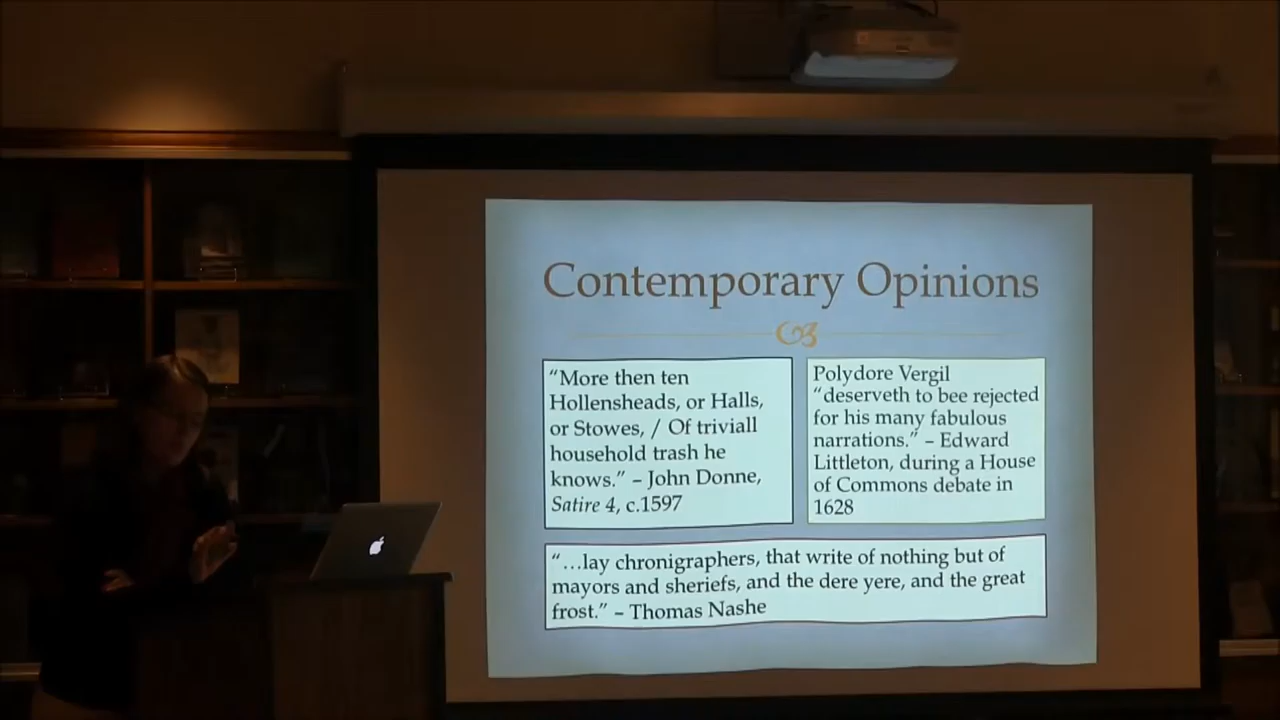 Contemporary Opinions
“More then ten
Hollensheads, or Halls,
or Stowes, / Of triviall
household trash he
knows.” – John Donne,
Satire 4, c.1597
Polydore Vergil
“deserveth to bee rejected
for his many fabulous
narrations.” – Edward
Littleton, during a House
of Commons debate in
1628
“…lay chronigraphers, that write of nothing but of
mayors and sheriefs, and the dere yere, and the great
frost.” – Thomas Nashe